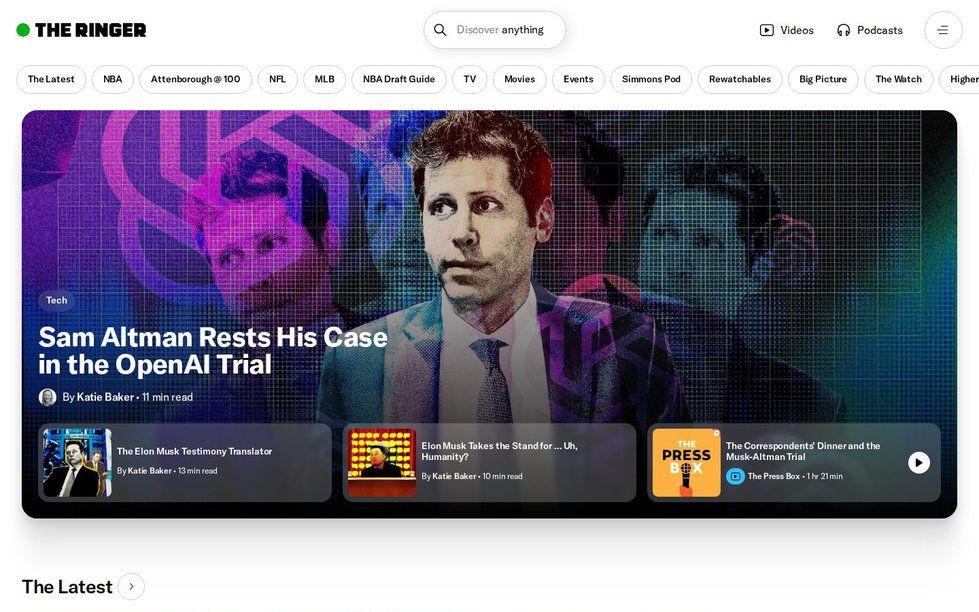 THE RINGER
Discover anything
Videos
Podcasts
The Latest
NBA
Attenborough @ 100
NFL
MLB
NBA Draft Guide
TV
Movies
Events
Simmons Pod
Rewatchables
Big Picture
The Watch
Higher
Tech
Sam Altman Rests His Case
in the OpenAI Trial
By Katie Baker • 11 min read
The Elon Musk Testimony Translator
By Katie Baker • 13 min read
Elon Musk Takes the Stand for ... Uh,
Humanity?
By Katie Baker • 10 min read
THE
PRESS
BOX
The Correspondents' Dinner and the
Musk-Altman Trial
The Press Box • 1 hr 21 min
The Latest